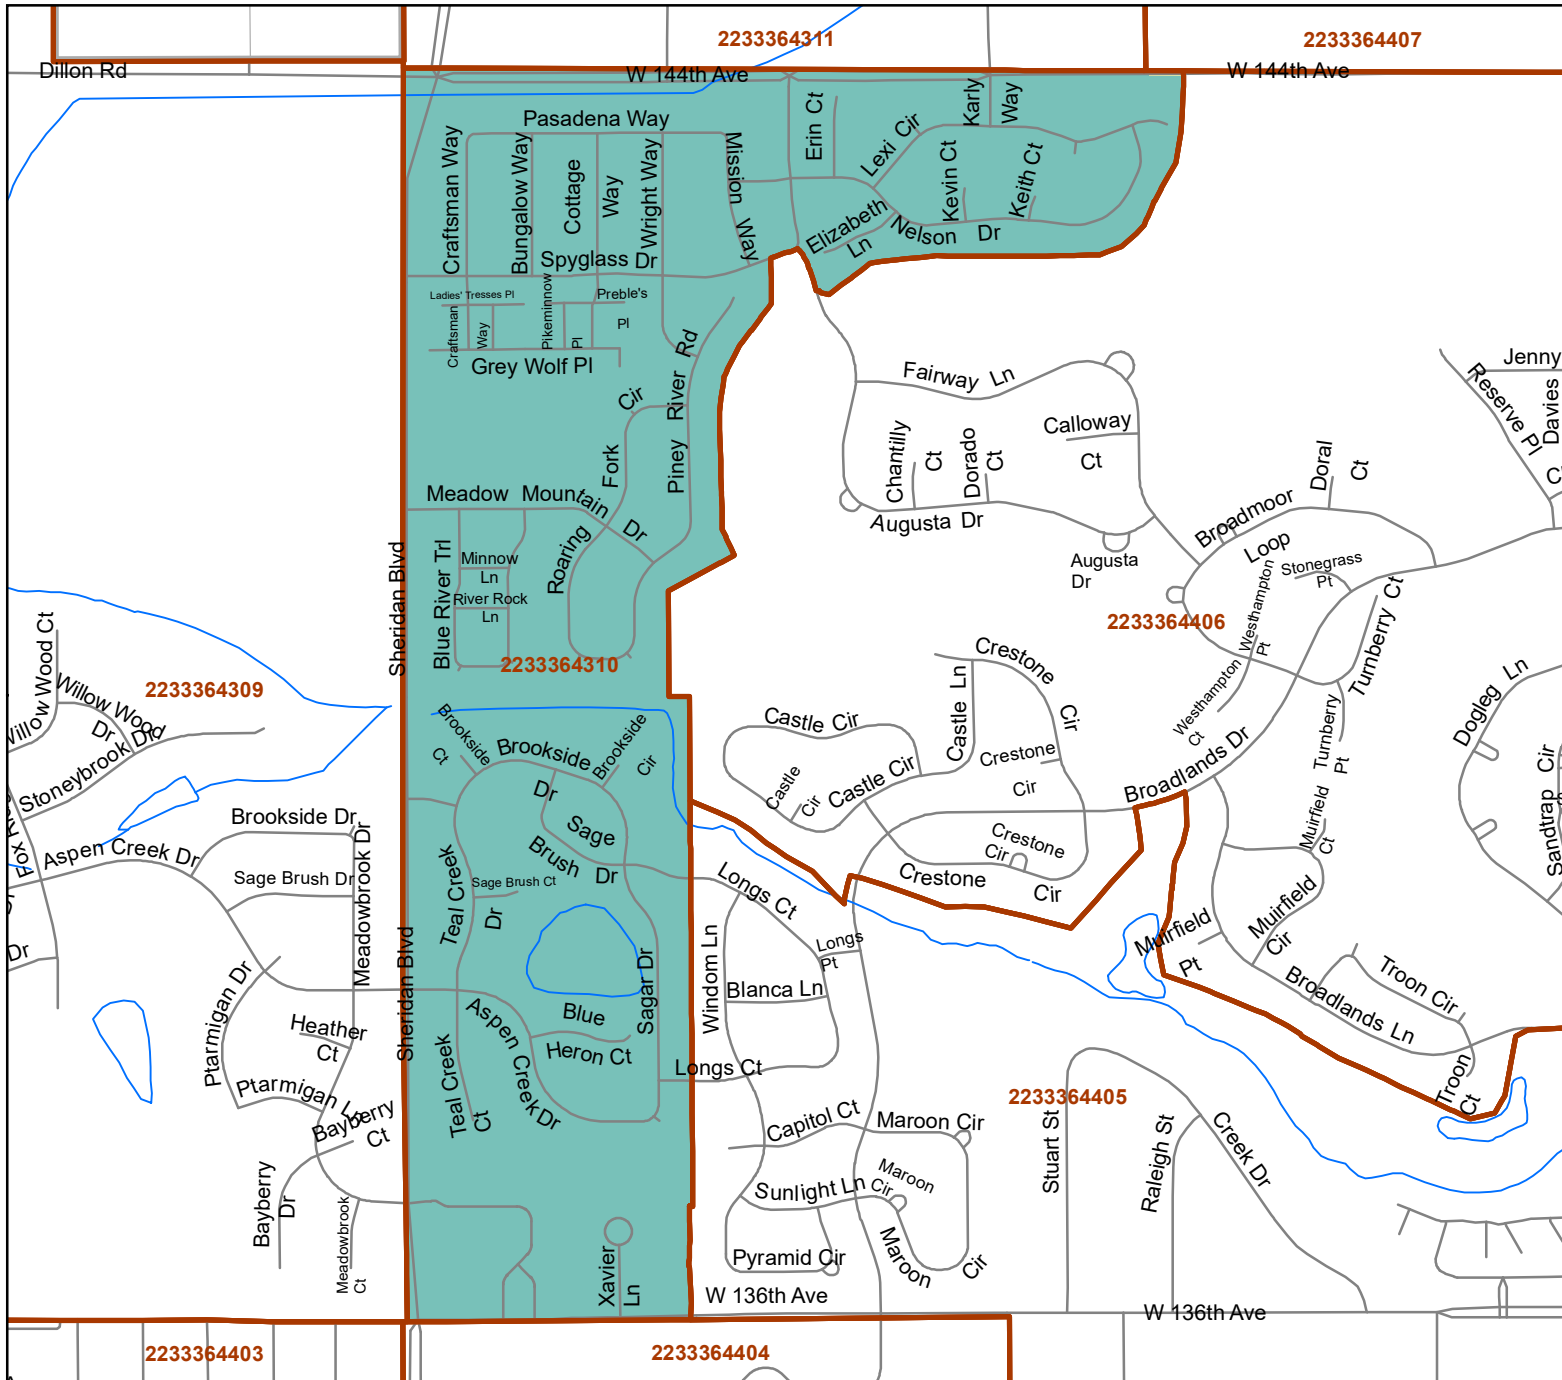 2233364311
2233364407
Dillon Rd
W 144th Ave
W 144th Ave
Pasadena Way
Craftsman Way
Bungalow Way
Cottage
Way
Wright Way
Mission
Way
Erin Ct
Lexi Cir
Karly
Way
Kevin Ct
Keith Ct
Elizabeth
Ln
Nelson Dr
Spyglass Dr
Ladies' Tresses Pl
Craftsman
Way
Pikeminnow
Pl
Preble's
Pl
Grey Wolf Pl
Piney River Rd
Roaring Fork Cir
Meadow Mountain Dr
Blue River Trl
Minnow
Ln
River Rock
Ln
Sheridan Blvd
2233364310
Fairway Ln
Chantilly
Ct
Dorado
Ct
Calloway
Ct
Augusta Dr
Augusta
Dr
Jenny
Reserve Pl
Davies
Doral
Ct
Broadmoor
Loop
Stonegrass
Pt
Westhampton
Pt
Westhampton
Ct
Turnberry Ct
2233364406
Turnberry
Pt
Dogleg Ln
Sandtrap Cir
Willow Wood Ct
Willow Wood
Dr
Stoneybrook Dr
2233364309
Brookside
Ct
Brookside
Dr
Brookside
Cir
Castle Cir
Castle
Cir
Castle Cir
Castle Ln
Crestone
Cir
Crestone
Cir
Crestone
Cir
Crestone Cir
Broadlands Dr
Muirfield
Ct
Brookside Dr
Aspen Creek Dr
Sage Brush Dr
Meadowbrook Dr
Teal Creek
Dr
Sage
Brush Dr
Sage Brush Ct
Longs Ct
Longs
Pt
Windom Ln
Blanca Ln
Muirfield
Pt
Muirfield
Cir
Troon Cir
Broadlands Ln
Troon
Ct
Dr
Ptarmigan Dr
Sheridan Blvd
Sagar Dr
Blue
Heron Ct
Aspen Creek Dr
Heather
Ct
Ptarmigan Ln
Bayberry
Ct
Teal Creek
Ct
Longs Ct
2233364405
Capitol Ct
Maroon Cir
Maroon
Cir
Stuart St
Raleigh St
Creek Dr
Bayberry
Dr
Meadowbrook
Ct
Sunlight Ln
Maroon Cir
Pyramid Cir
Xavier
Ln
W 136th Ave
W 136th Ave
2233364403
2233364404